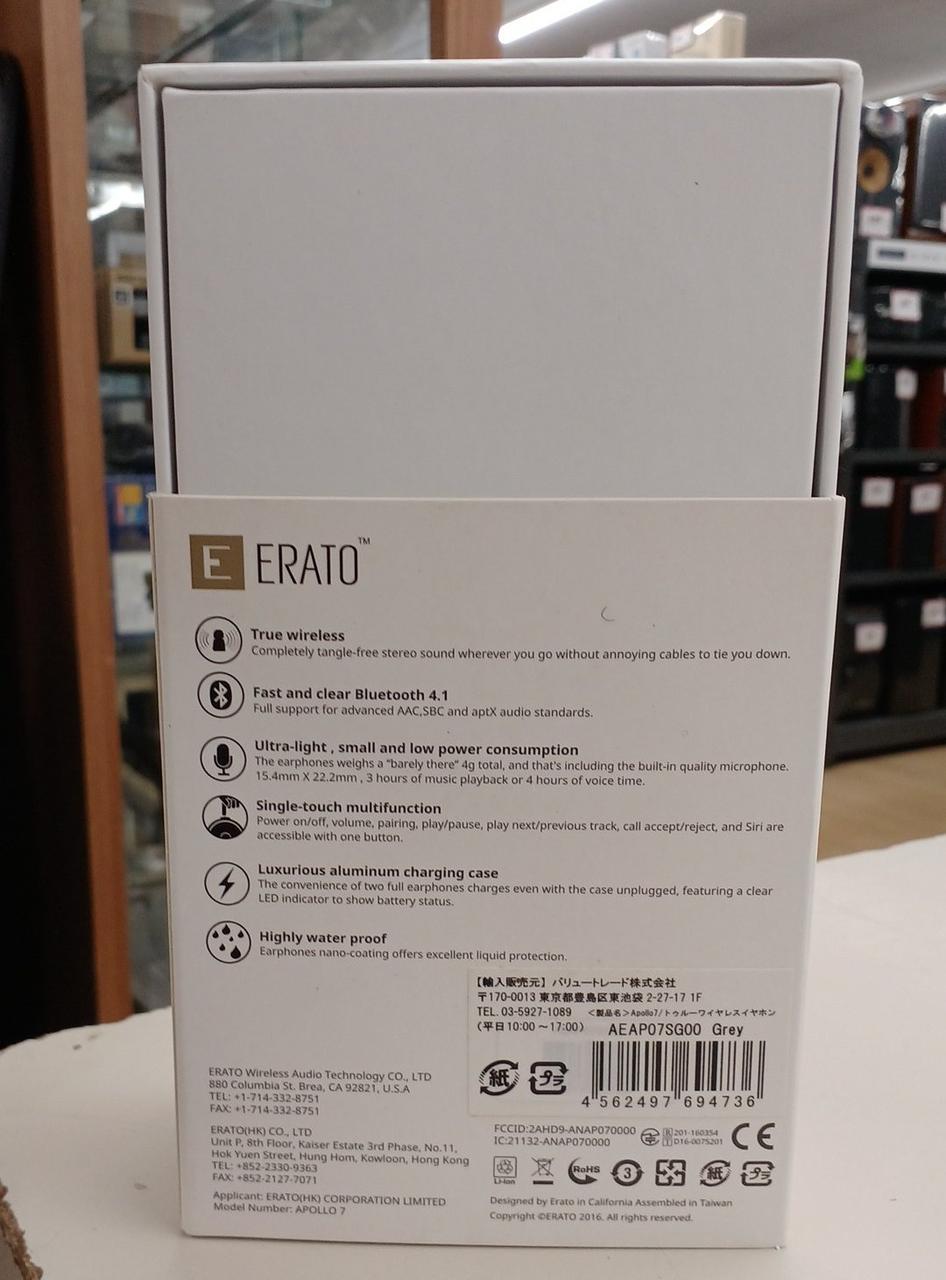 E ERATO™
True wireless
Completely tangle-free stereo sound wherever you go without annoying cables to tie you down.
Fast and clear Bluetooth 4.1
Full support for advanced AAC,SBC and aptX audio standards.
Ultra-light , small and low power consumption
The earphones weighs a "barely there" 4g total, and that's including the built-in quality microphone.
15.4mm X 22.2mm , 3 hours of music playback or 4 hours of voice time.
Single-touch multifunction
Power on/off, volume, pairing, play/pause, play next/previous track, call accept/reject, and Siri are
accessible with one button.
Luxurious aluminum charging case
The convenience of two full earphones charges even with the case unplugged, featuring a clear
LED indicator to show battery status.
Highly water proof
Earphones nano-coating offers excellent liquid protection.
【輸入販売元】バリュートレード株式会社
〒170-0013 東京都豊島区東池袋 2-27-17 1F
TEL. 03-5927-1089 <製品名>Apollo7/トゥルーワイヤレスイヤホン
(平日10:00~17:00) AEAP07SG00 Grey
紙 プラ
4 562497 694736
ERATO Wireless Audio Technology CO., LTD
880 Columbia St. Brea, CA 92821, U.S.A
TEL: +1-714-332-8751
FAX: +1-714-332-8751
ERATO(HK) CO., LTD
Unit P, 8th Floor, Kaiser Estate 3rd Phase, No.11,
Hok Yuen Street, Hung Hom, Kowloon, Hong Kong
TEL: +852-2330-9363
FAX: +852-2127-7071
Applicant: ERATO(HK) CORPORATION LIMITED
Model Number: APOLLO 7
FCCID:2AHD9-ANAP070000
IC:21132-ANAP070000
R 201-160354
T D16-0075201
CE
Li-ion RoHS 3 紙 プラ
Designed by Erato in California Assembled in Taiwan
Copyright ©ERATO 2016. All rights reserved.